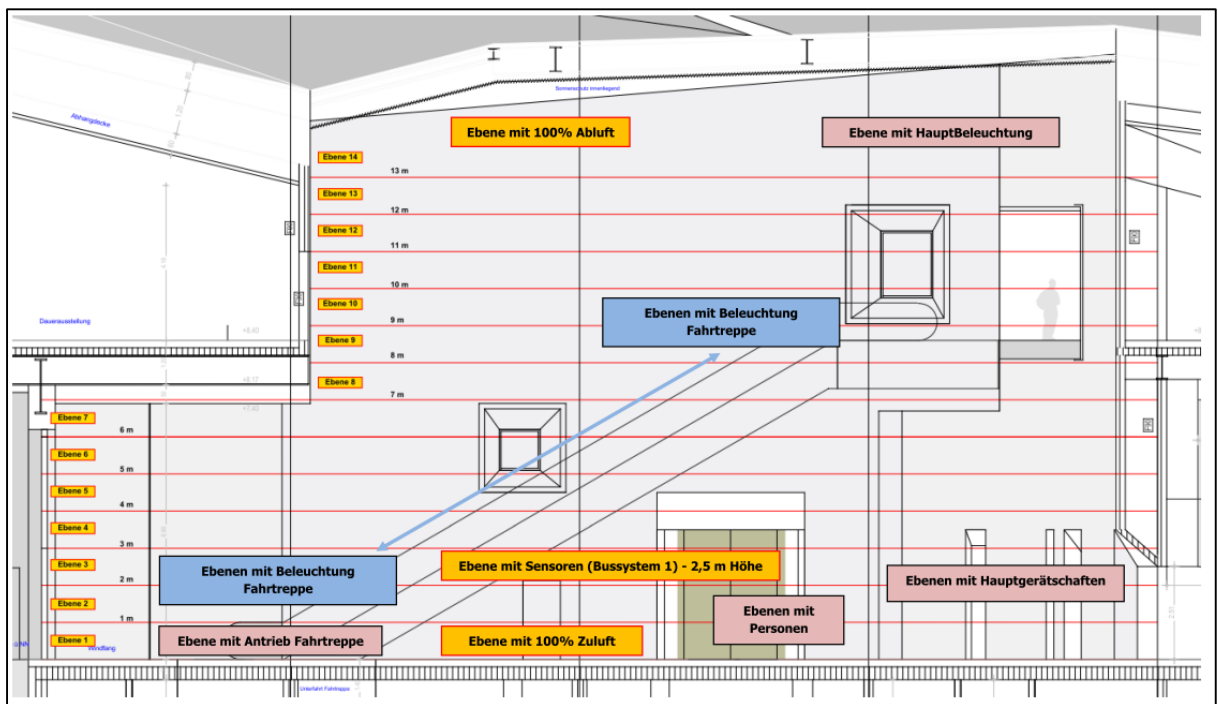 Sonnenschutz innenliegend
Abhangdecke
Ebene mit 100% Abluft
Ebene mit HauptBeleuchtung
Ebene 14
13 m
Ebene 13
12 m
Ebene 12
11 m
Ebene 11
10 m
Ebene 10
Ebenen mit Beleuchtung
Fahrtreppe
9 m
Dauerausstellung
Ebene 9
8 m
Ebene 8
7 m
Ebene 7
6 m
Ebene 6
5 m
Ebene 5
4 m
Ebene 4
3 m
Ebene 3
Ebenen mit Beleuchtung
Fahrtreppe
Ebene mit Sensoren (Bussystem 1) - 2,5 m Höhe
Ebenen mit Hauptgerätschaften
2 m
Ebene 2
Ebenen mit
Personen
1 m
Ebene 1
Windfang
Ebene mit Antrieb Fahrtreppe
Ebene mit 100% Zuluft
Unterfahrt Fahrtreppe